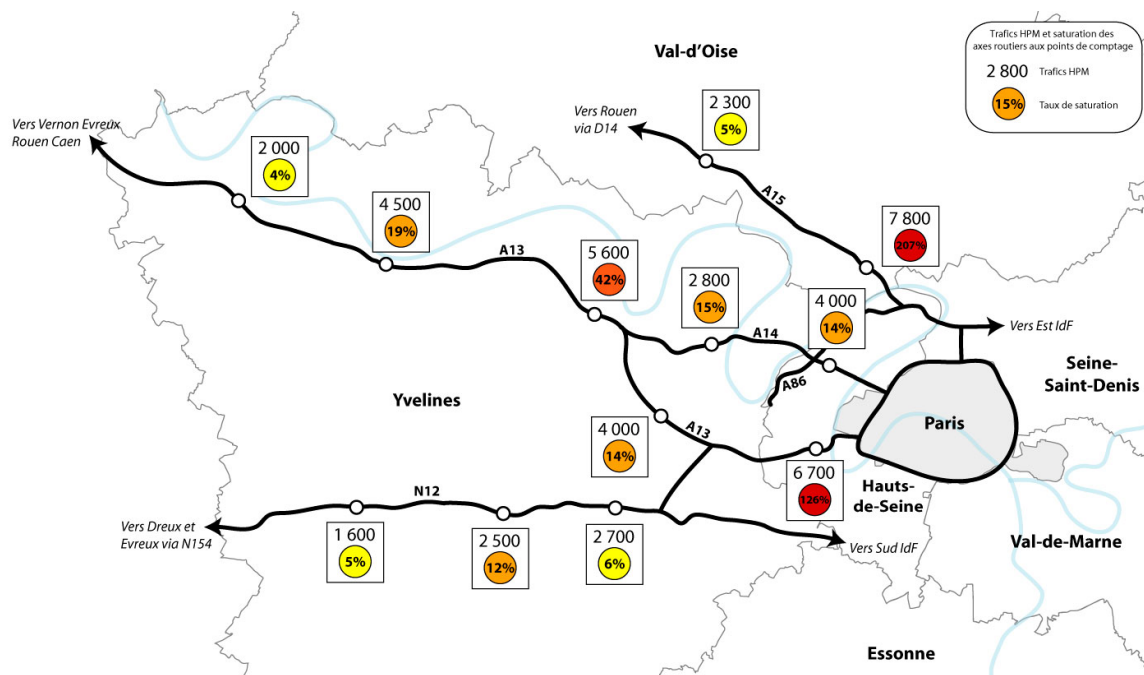 Trafics HPM et saturation des
axes routiers aux points de comptage
2 800 Trafics HPM
15% Taux de saturation
Val-d'Oise
Vers Rouen
via D14
2 300
5%
Vers Vernon Evreux
Rouen Caen
2 000
4%
A15
4 500
19%
7 800
207%
A13
5 600
42%
2 800
15%
4 000
14%
Vers Est IdF
A14
Seine-
Saint-Denis
A86
Yvelines
Paris
4 000
14%
A13
6 700
126%
Hauts-
de-Seine
N12
Vers Dreux et
Evreux via N154
1 600
5%
2 500
12%
2 700
6%
Vers Sud IdF
Val-de-Marne
Essonne